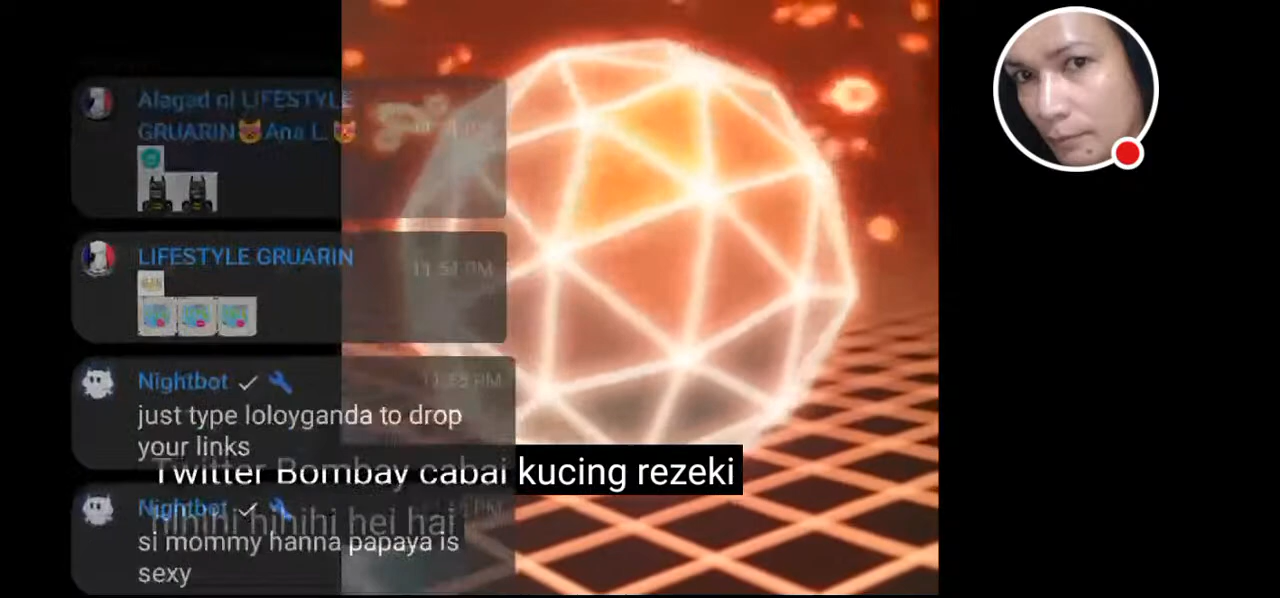 Alagad ni LIFESTYLE
GRUARIN😺Ana L.😺
LIFESTYLE GRUARIN
11:51 PM
Nightbot
just type loloyganda to drop
your links
Twitter Bombay cabai kucing rezeki
Nightbot
hihihi hinihi hei hai
si mommy hanna papaya is
sexy